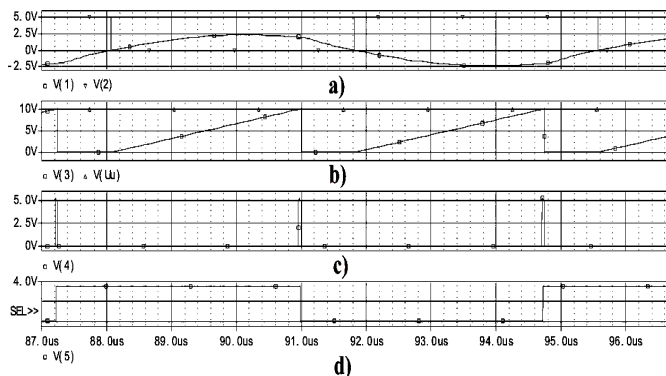 5.0V
2.5V
0V
-2.5V
▫ V(1) ▿ V(2)
a)
10V
5V
0V
▫ V(3) ▵ V(Uu)
b)
5.0V
2.5V
0V
▫ V(4)
c)
4.0V
SEL>>
87.0us 88.0us 89.0us 90.0us 91.0us 92.0us 93.0us 94.0us 95.0us 96.0us
▫ V(5)
d)